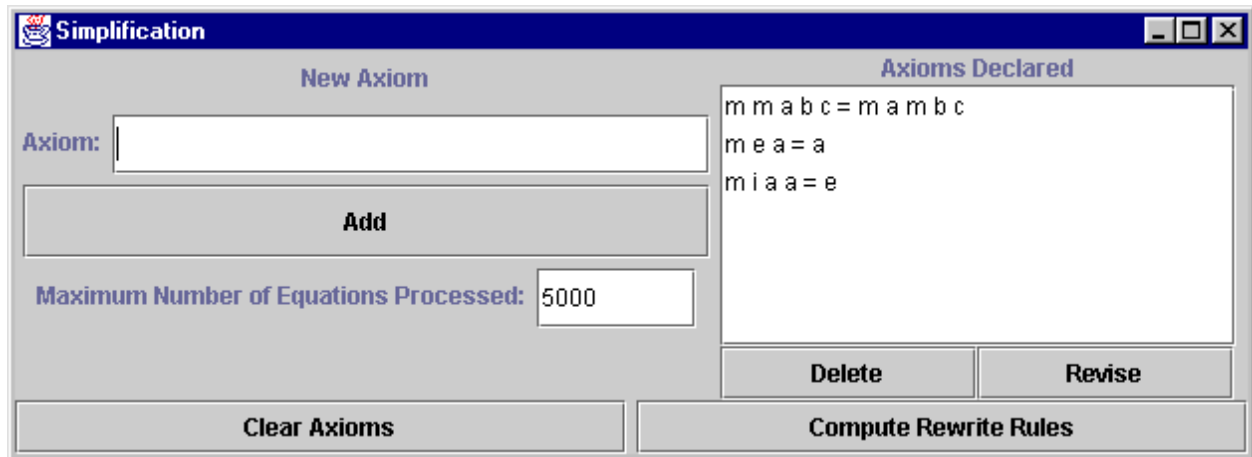 Simplification
New Axiom
Axiom:
Add
Maximum Number of Equations Processed: 5000
Axioms Declared
m m a b c = m a m b c
m e a = a
m i a a = e
Delete Revise
Clear Axioms Compute Rewrite Rules